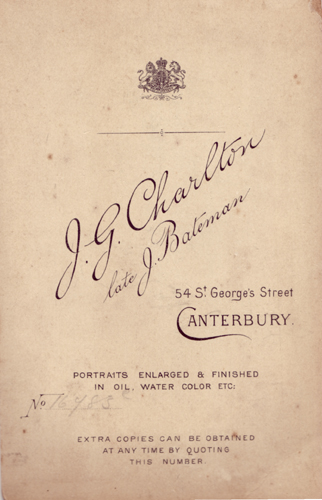 J. G. Charlton
late J. Bateman
54 St George's Street
CANTERBURY.
PORTRAITS ENLARGED & FINISHED
IN OIL, WATER COLOR ETC:
No
EXTRA COPIES CAN BE OBTAINED
AT ANY TIME BY QUOTING
THIS NUMBER.